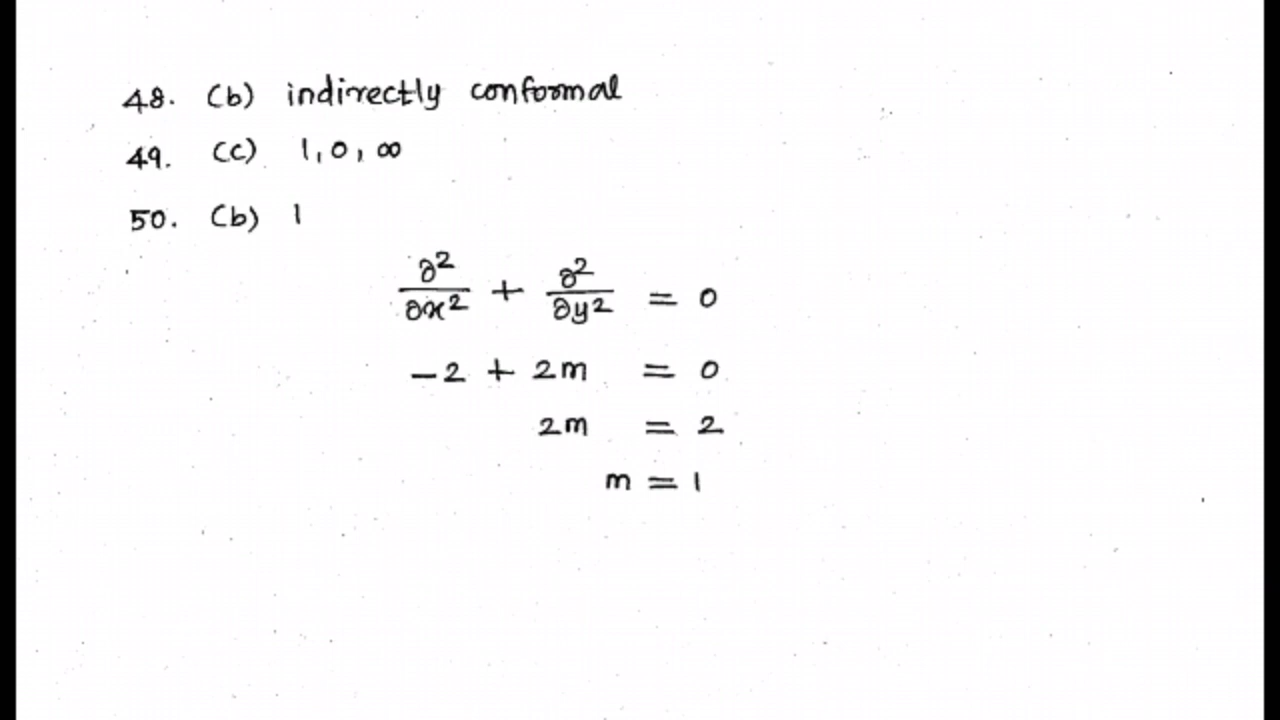 48. (b) indirectly conformal
49. (c) 1, 0, ∞
50. (b) 1
∂²/∂x² + ∂²/∂y² = 0
-2 + 2m = 0
2m = 2
m = 1